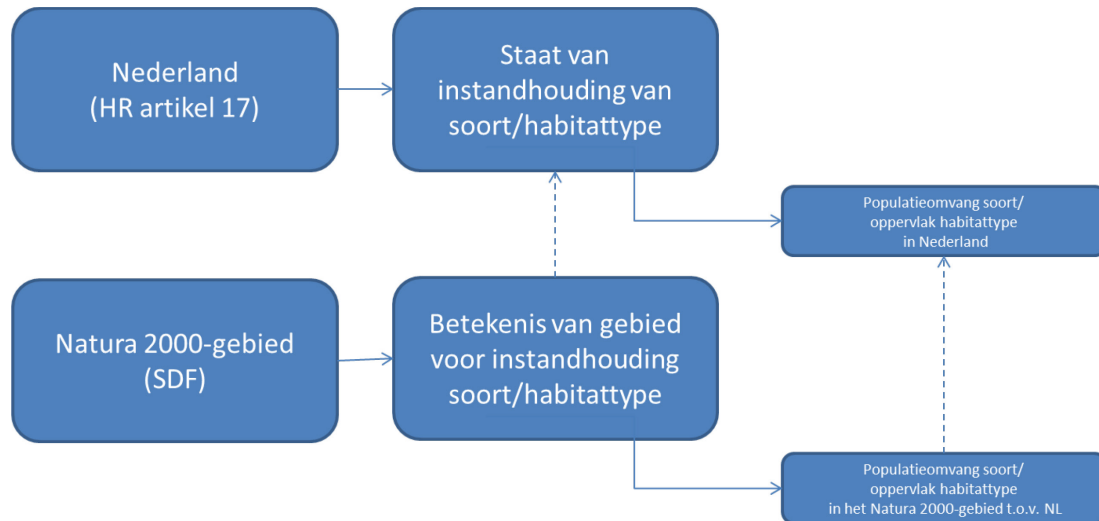 Nederland
(HR artikel 17)
Staat van
instandhouding van
soort/habitattype
Populatieomvang soort/
oppervlak habitattype
in Nederland
Natura 2000-gebied
(SDF)
Betekenis van gebied
voor instandhouding
soort/habitattype
Populatieomvang soort/
oppervlak habitattype
in het Natura 2000-gebied t.o.v. NL